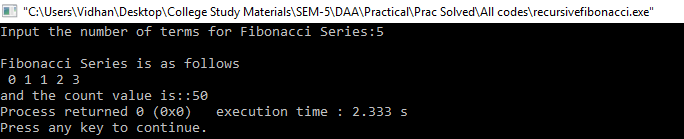 "C:\Users\Vidhan\Desktop\College Study Materials\SEM-5\DAA\Practical\Prac Solved\All codes\recursivefibonacci.exe"
Input the number of terms for Fibonacci Series:5
Fibonacci Series is as follows
0 1 1 2 3
and the count value is::50
Process returned 0 (0x0)   execution time : 2.333 s
Press any key to continue.